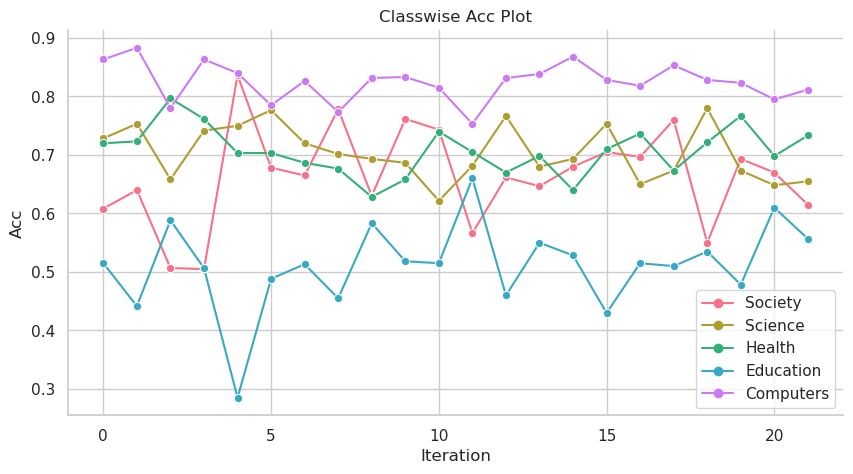 Classwise Acc Plot
Acc
0.9
0.8
0.7
0.6
0.5
0.4
0.3
0
5
10
15
20
Iteration
Society
Science
Health
Education
Computers